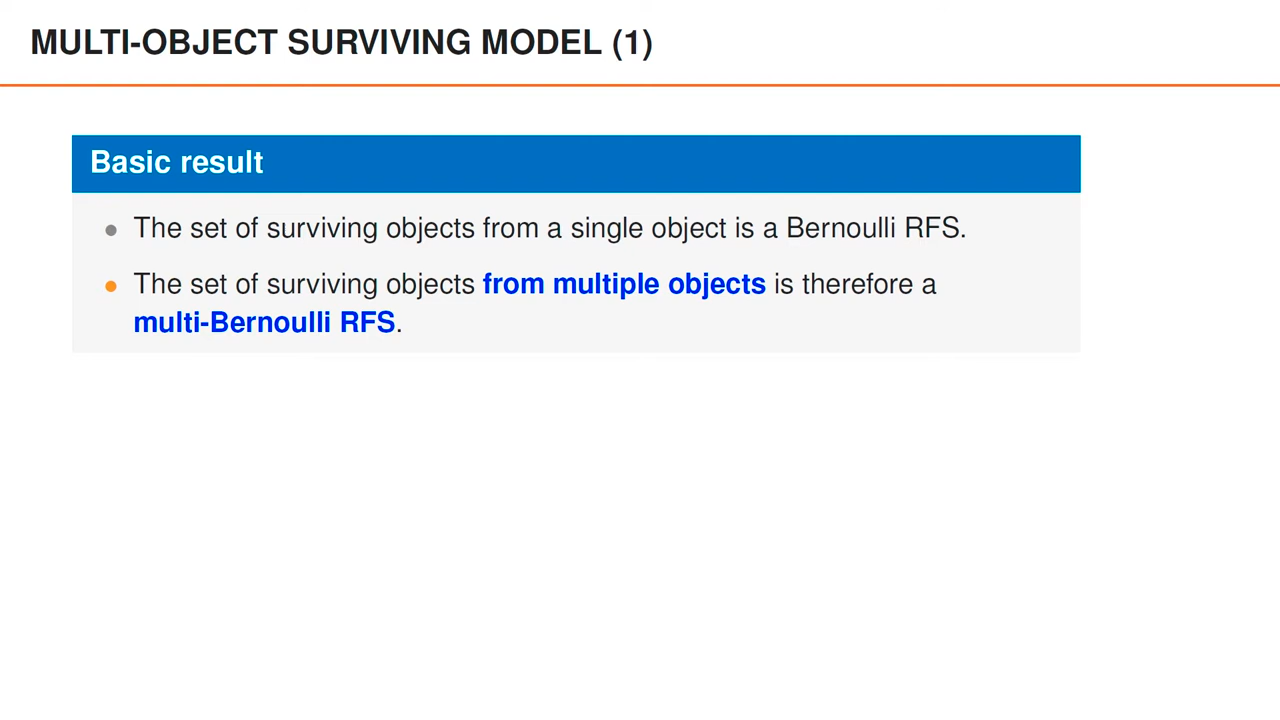 MULTI-OBJECT SURVIVING MODEL (1)
Basic result
The set of surviving objects from a single object is a Bernoulli RFS.
The set of surviving objects from multiple objects is therefore a
multi-Bernoulli RFS.